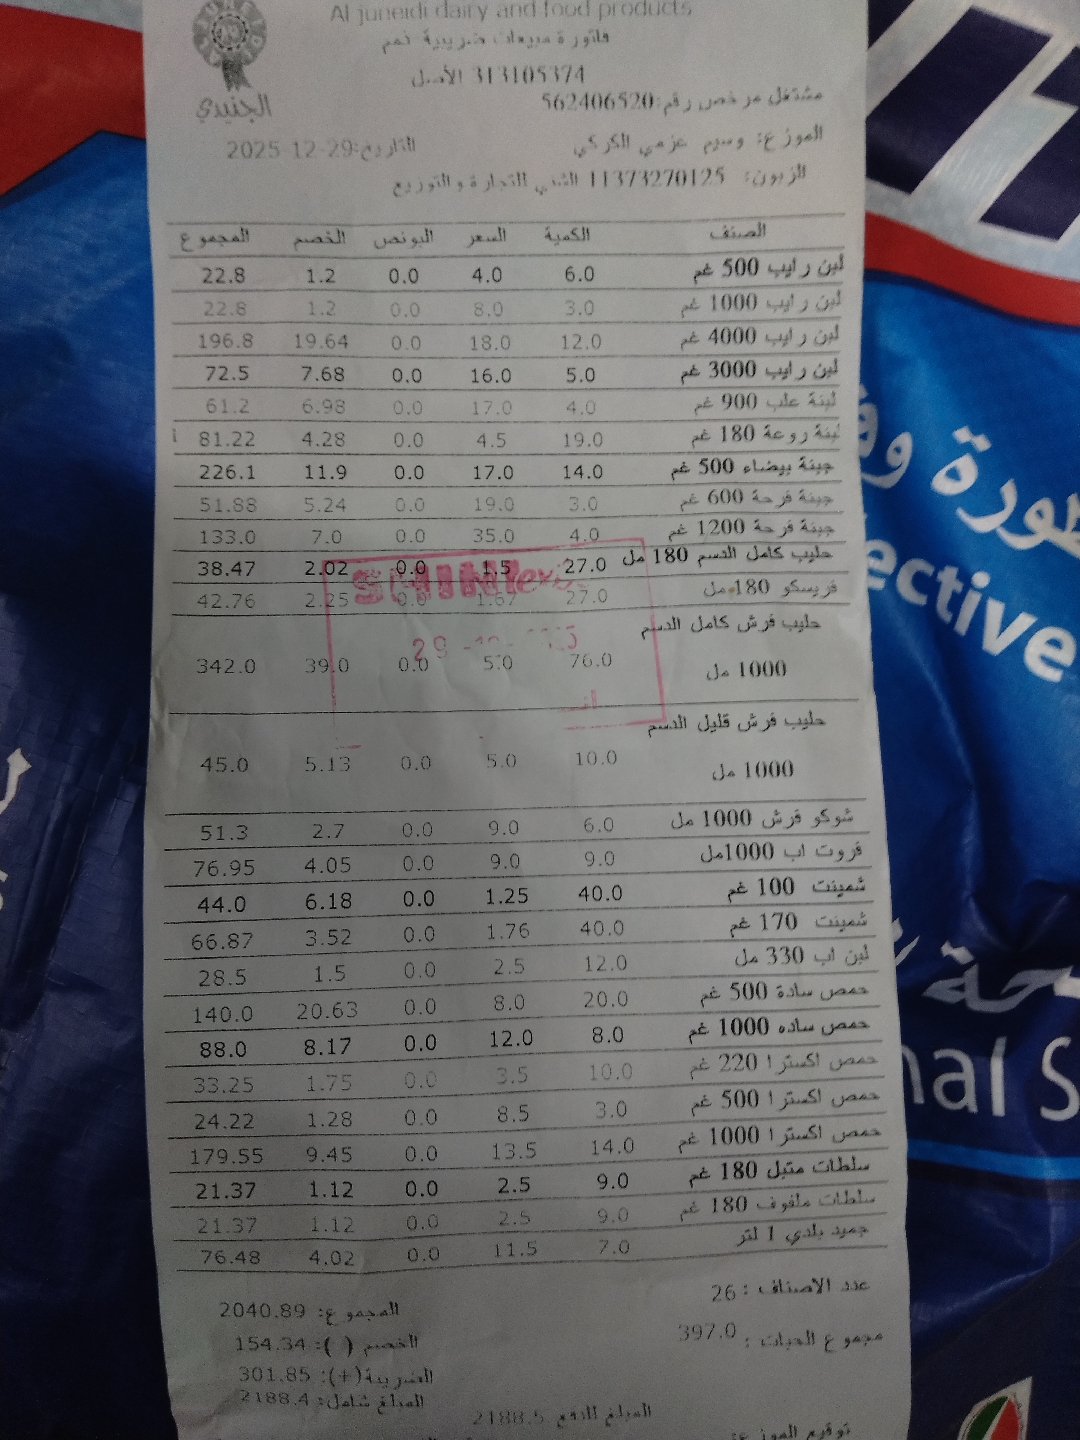 Al juneidi dairy and food products
فاتورة مبيعات ضريبية نعم
313105374 الأصل
الجنيدي
مشتغل مرخص رقم:562406520
الموزع: وسيم عزمي الكركي
التاريخ:29-12-2025
الزبون: 11373270125 الشني للتجارة والتوزيع
الصنف الكمية السعر البونص الخصم المجموع
لبن رايب 500 غم 6.0 4.0 0.0 1.2 22.8
لبن رايب 1000 غم 3.0 8.0 0.0 1.2 22.8
لبن رايب 4000 غم 12.0 18.0 0.0 19.64 196.8
لبن رايب 3000 غم 5.0 16.0 0.0 7.68 72.5
لبنة علب 900 غم 4.0 17.0 0.0 6.98 61.2
لبنة روعة 180 غم 19.0 4.5 0.0 4.28 81.22
جبنة بيضاء 500 غم 14.0 17.0 0.0 11.9 226.1
جبنة فرحة 600 غم 3.0 19.0 0.0 5.24 51.88
جبنة فرحة 1200 غم 4.0 35.0 0.0 7.0 133.0
حليب كامل الدسم 180 مل 27.0 1.5 0.0 2.02 38.47
فريسكو 180 مل 27.0 1.67 0.0 2.25 42.76
حليب فرش كامل الدسم
1000 مل 76.0 5.0 0.0 39.0 342.0
حليب فرش قليل الدسم
1000 مل 10.0 5.0 0.0 5.13 45.0
شوكو فرش 1000 مل 6.0 9.0 0.0 2.7 51.3
فروت اب 1000مل 9.0 9.0 0.0 4.05 76.95
شمينت 100 غم 40.0 1.25 0.0 6.18 44.0
شمينت 170 غم 40.0 1.76 0.0 3.52 66.87
لبن اب 330 مل 12.0 2.5 0.0 1.5 28.5
حمص سادة 500 غم 20.0 8.0 0.0 20.63 140.0
حمص ساده 1000 غم 8.0 12.0 0.0 8.17 88.0
حمص اكسترا 220 غم 10.0 3.5 0.0 1.75 33.25
حمص اكسترا 500 غم 3.0 8.5 0.0 1.28 24.22
حمص اكسترا 1000 غم 14.0 13.5 0.0 9.45 179.55
سلطات متبل 180 غم 9.0 2.5 0.0 1.12 21.37
سلطات ملفوف 180 غم 9.0 2.5 0.0 1.12 21.37
جميد بلدي 1 لتر 7.0 11.5 0.0 4.02 76.48
عدد الاصناف : 26
المجموع: 2040.89
مجموع الحبات : 397.0
الخصم ( ): 154.34
الضريبة(+): 301.85
المبلغ شامل: 2188.4
المبلغ للدفع 2188.5
توقيع الموزع:
ective
nal S